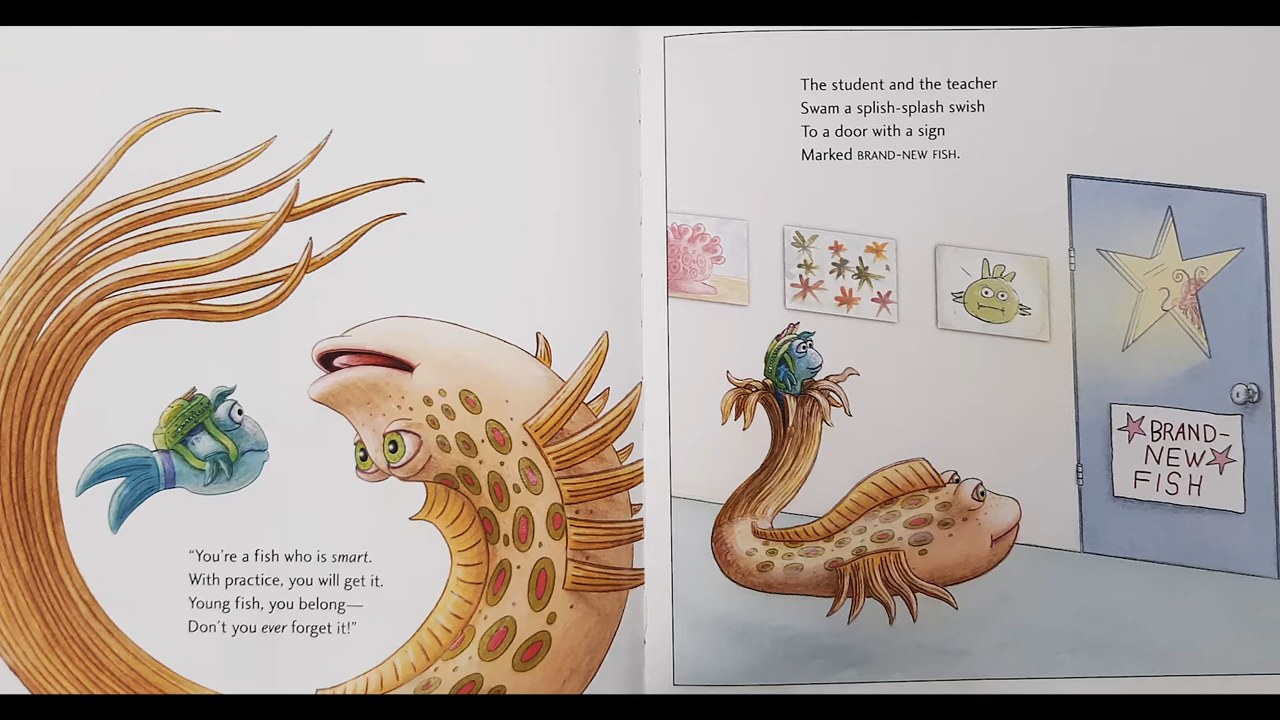 “You’re a fish who is smart.
With practice, you will get it.
Young fish, you belong—
Don’t you ever forget it!”
The student and the teacher
Swam a splish-splash swish
To a door with a sign
Marked BRAND-NEW FISH.
BRAND-
NEW
FISH